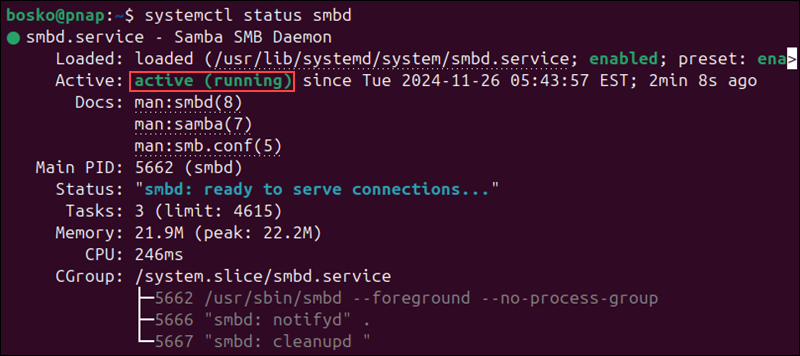 bosko@pnap:~$ systemctl status smbd
● smbd.service - Samba SMB Daemon
Loaded: loaded (/usr/lib/systemd/system/smbd.service; enabled; preset: ena>
Active: active (running) since Tue 2024-11-26 05:43:57 EST; 2min 8s ago
Docs: man:smbd(8)
man:samba(7)
man:smb.conf(5)
Main PID: 5662 (smbd)
Status: "smbd: ready to serve connections..."
Tasks: 3 (limit: 4615)
Memory: 21.9M (peak: 22.2M)
CPU: 246ms
CGroup: /system.slice/smbd.service
├─5662 /usr/sbin/smbd --foreground --no-process-group
├─5666 "smbd: notifyd" .
└─5667 "smbd: cleanupd "